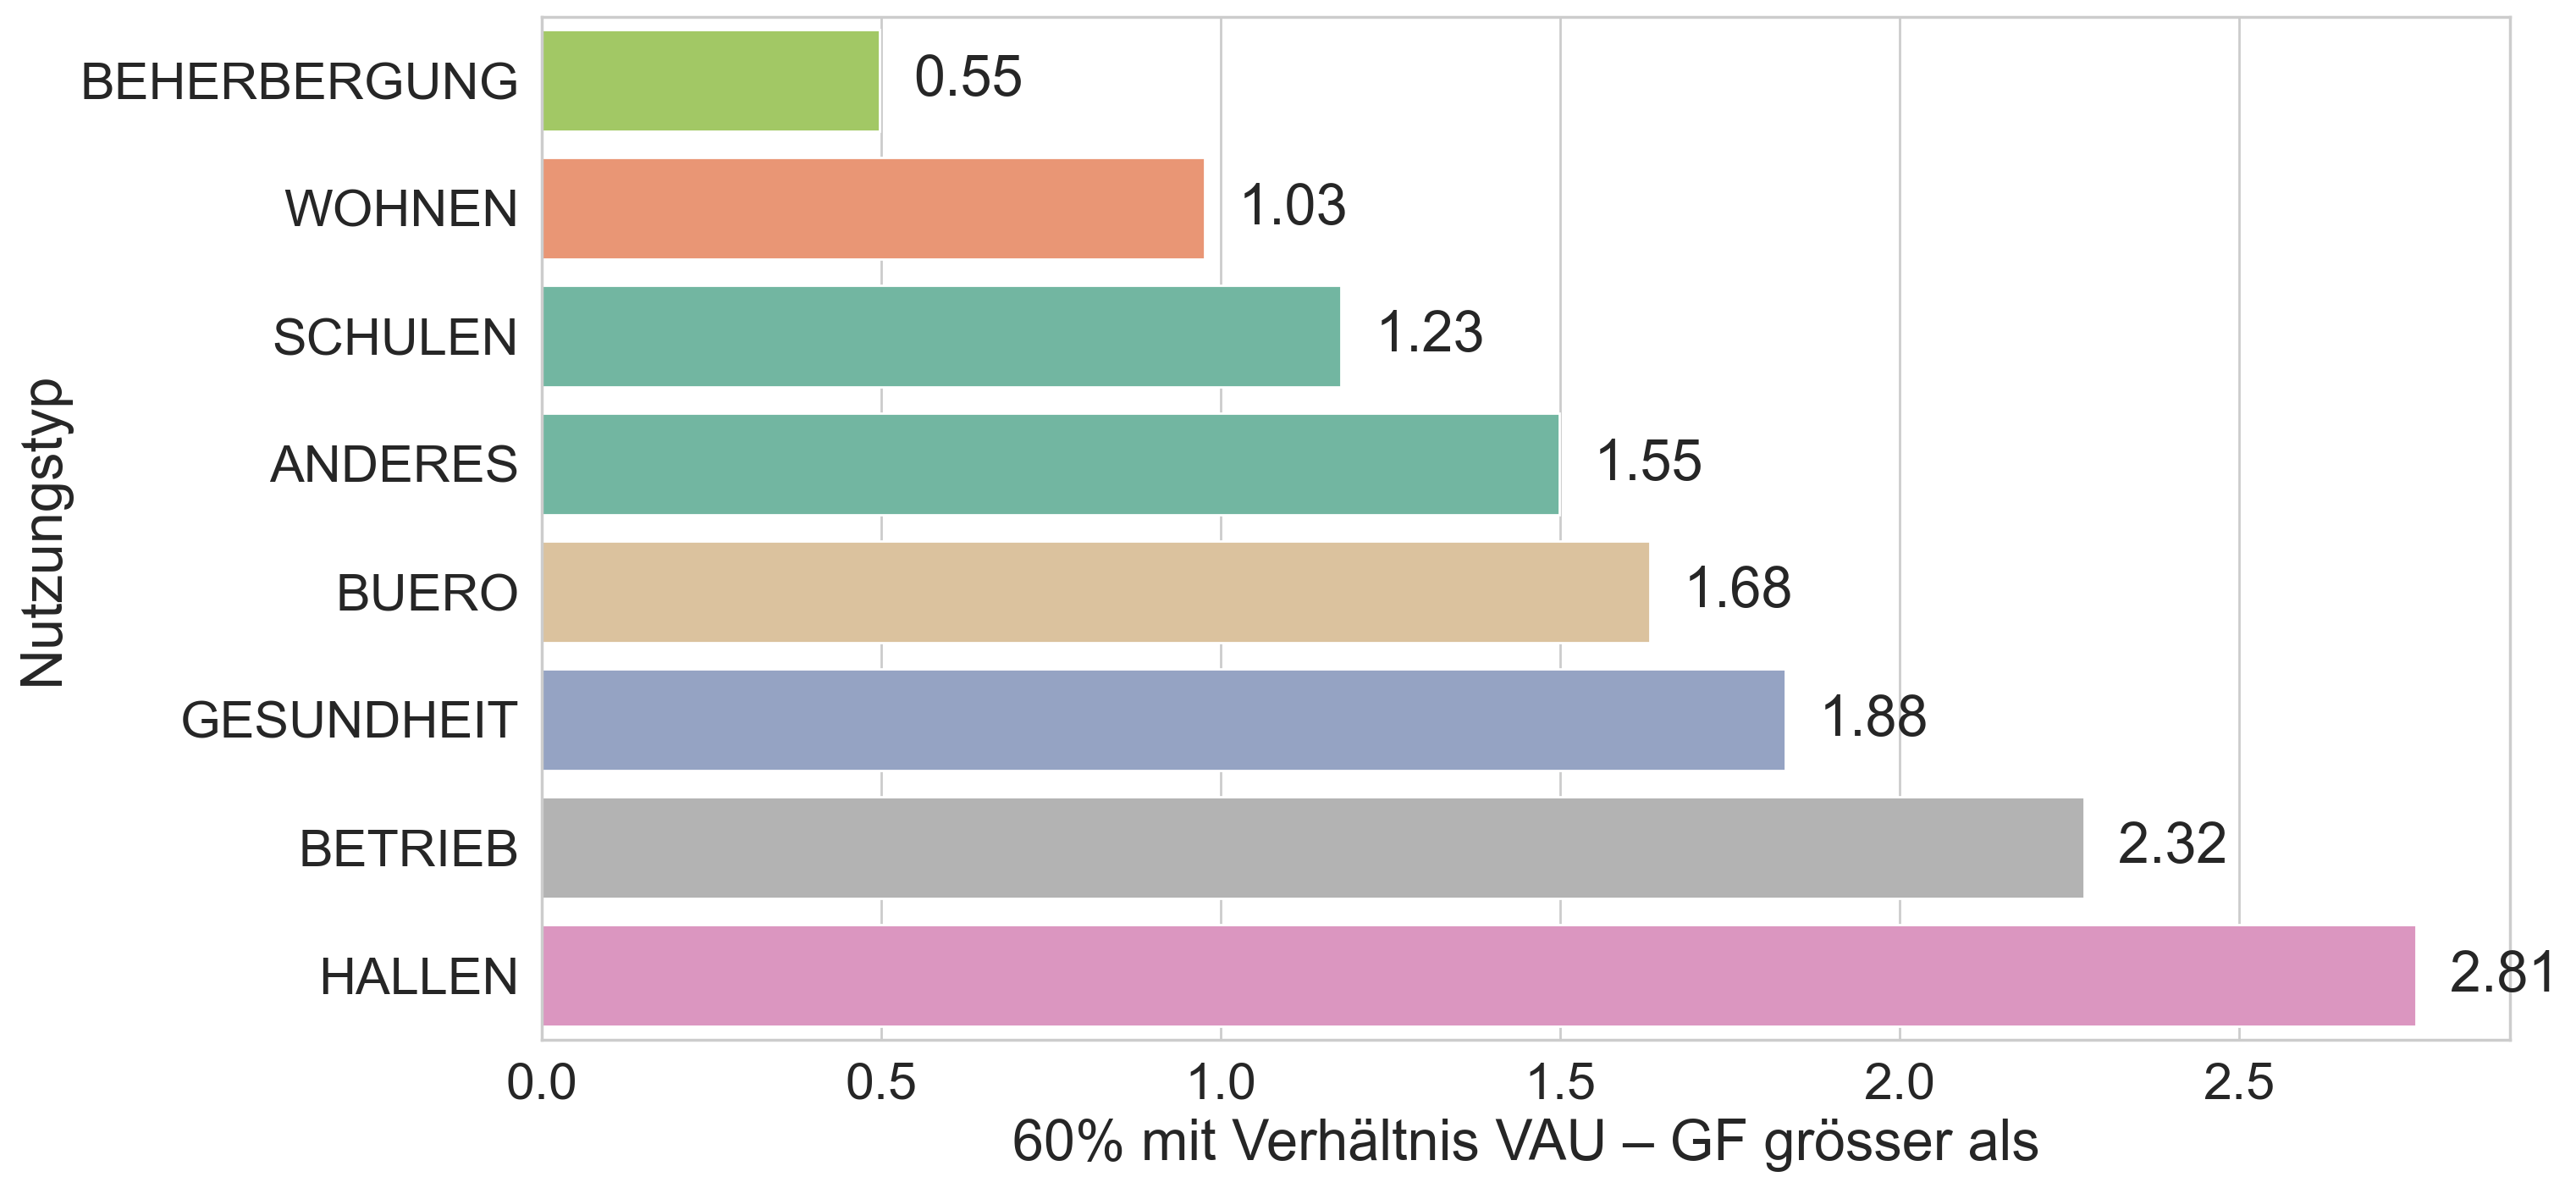 Nutzungstyp
BEHERBERGUNG 0.55
WOHNEN 1.03
SCHULEN 1.23
ANDERES 1.55
BUERO 1.68
GESUNDHEIT 1.88
BETRIEB 2.32
HALLEN 2.81
0.0 0.5 1.0 1.5 2.0 2.5
60% mit Verhältnis VAU – GF grösser als